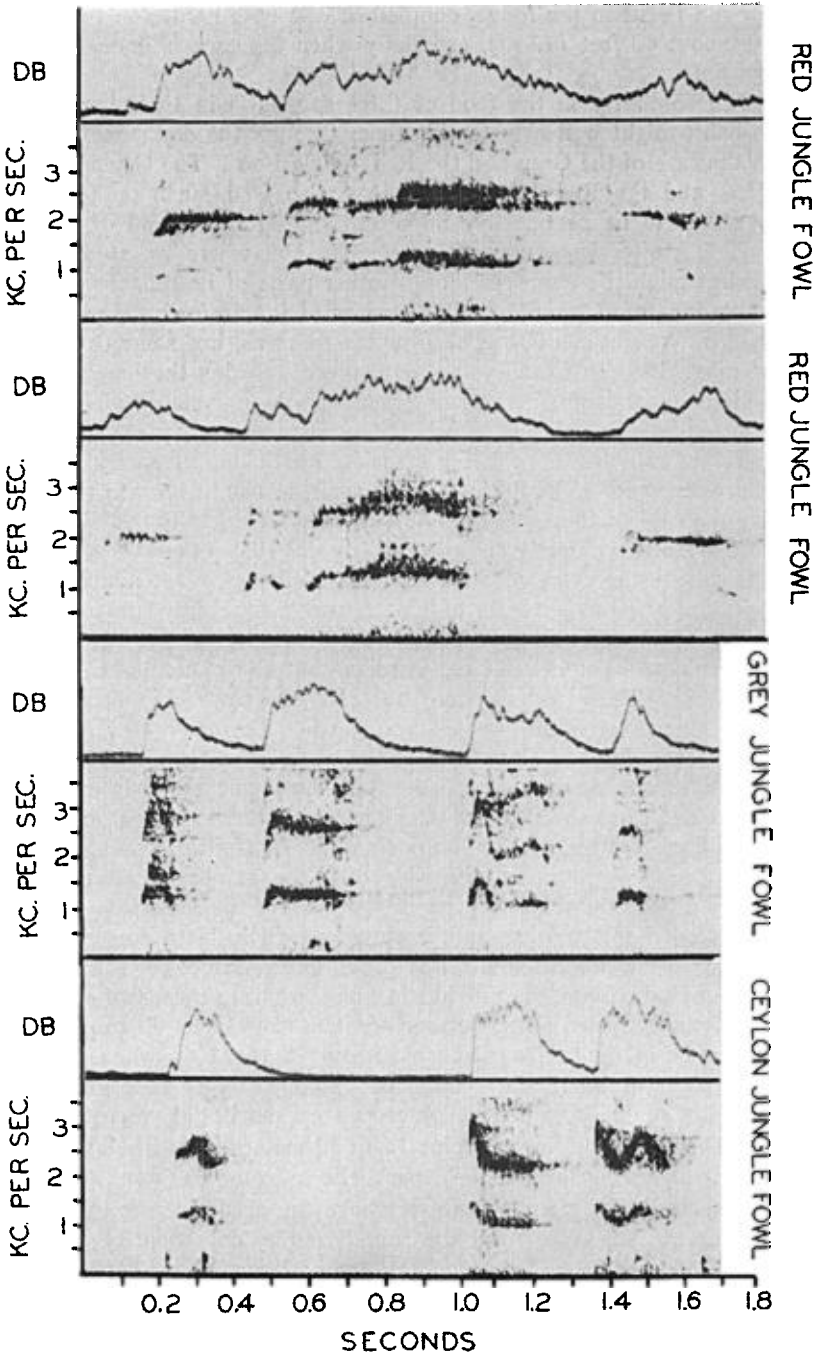 DB
RED JUNGLE FOWL
KC. PER SEC.
3
2
1
DB
RED JUNGLE FOWL
KC. PER SEC.
3
2
1
DB
GREY JUNGLE FOWL
KC. PER SEC.
3
2
1
DB
CEYLON JUNGLE FOWL
KC. PER SEC.
3
2
1
0.2 0.4 0.6 0.8 1.0 1.2 1.4 1.6 1.8
SECONDS